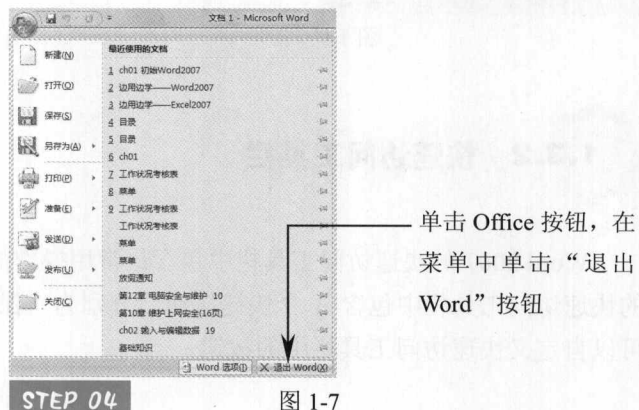 文档 1 - Microsoft Word
最近使用的文档
新建(N)
打开(O)
保存(S)
另存为(A)
打印(P)
准备(E)
发送(D)
发布(U)
关闭(C)
1 ch01 初始Word2007
2 边用边学——Word2007
3 边用边学——Excel2007
4 目录
5 目录
6 ch01
7 工作状况考核表
8 菜单
9 工作状况考核表
工作状况考核表
菜单
菜单
放假通知
第12章 电脑安全与维护 10
第10章 维护上网安全(16页)
ch02 输入与编辑数据 19
基础知识
Word 选项(I) X 退出 Word(X)
单击 Office 按钮，在
菜单中单击“退出
Word”按钮
STEP 04
图 1-7